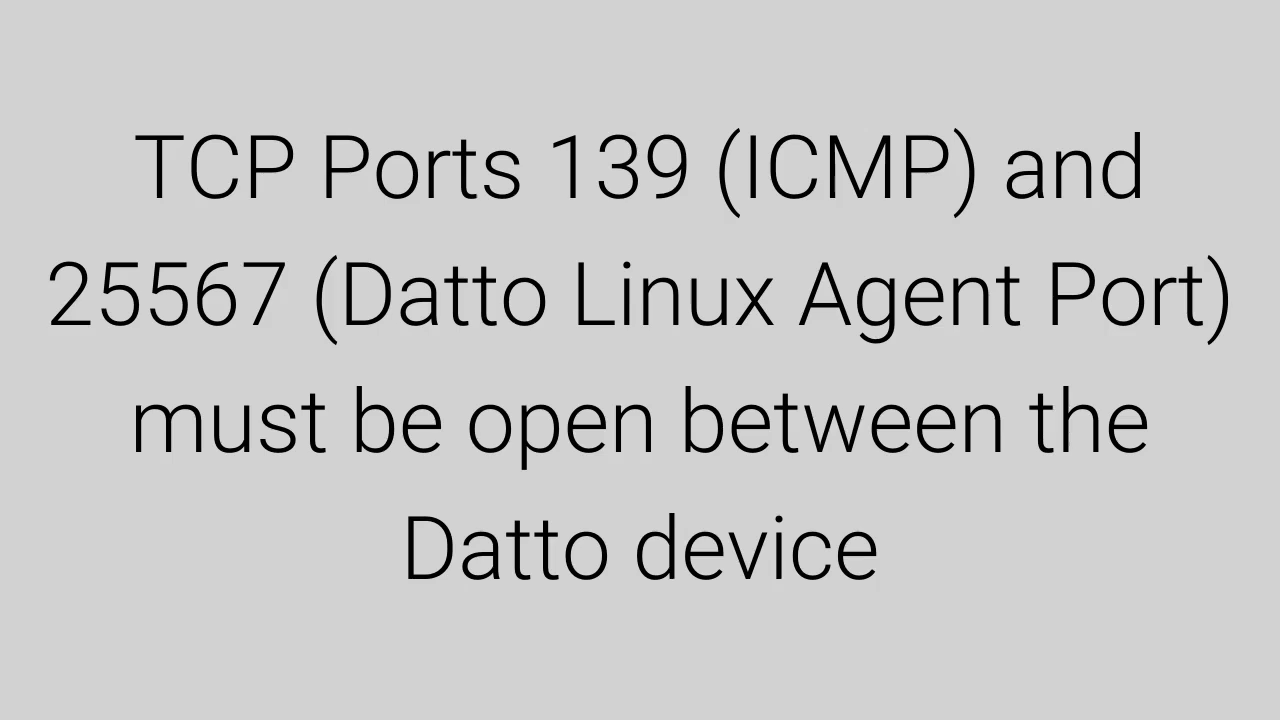 TCP Ports 139 (ICMP) and
25567 (Datto Linux Agent Port)
must be open between the
Datto device